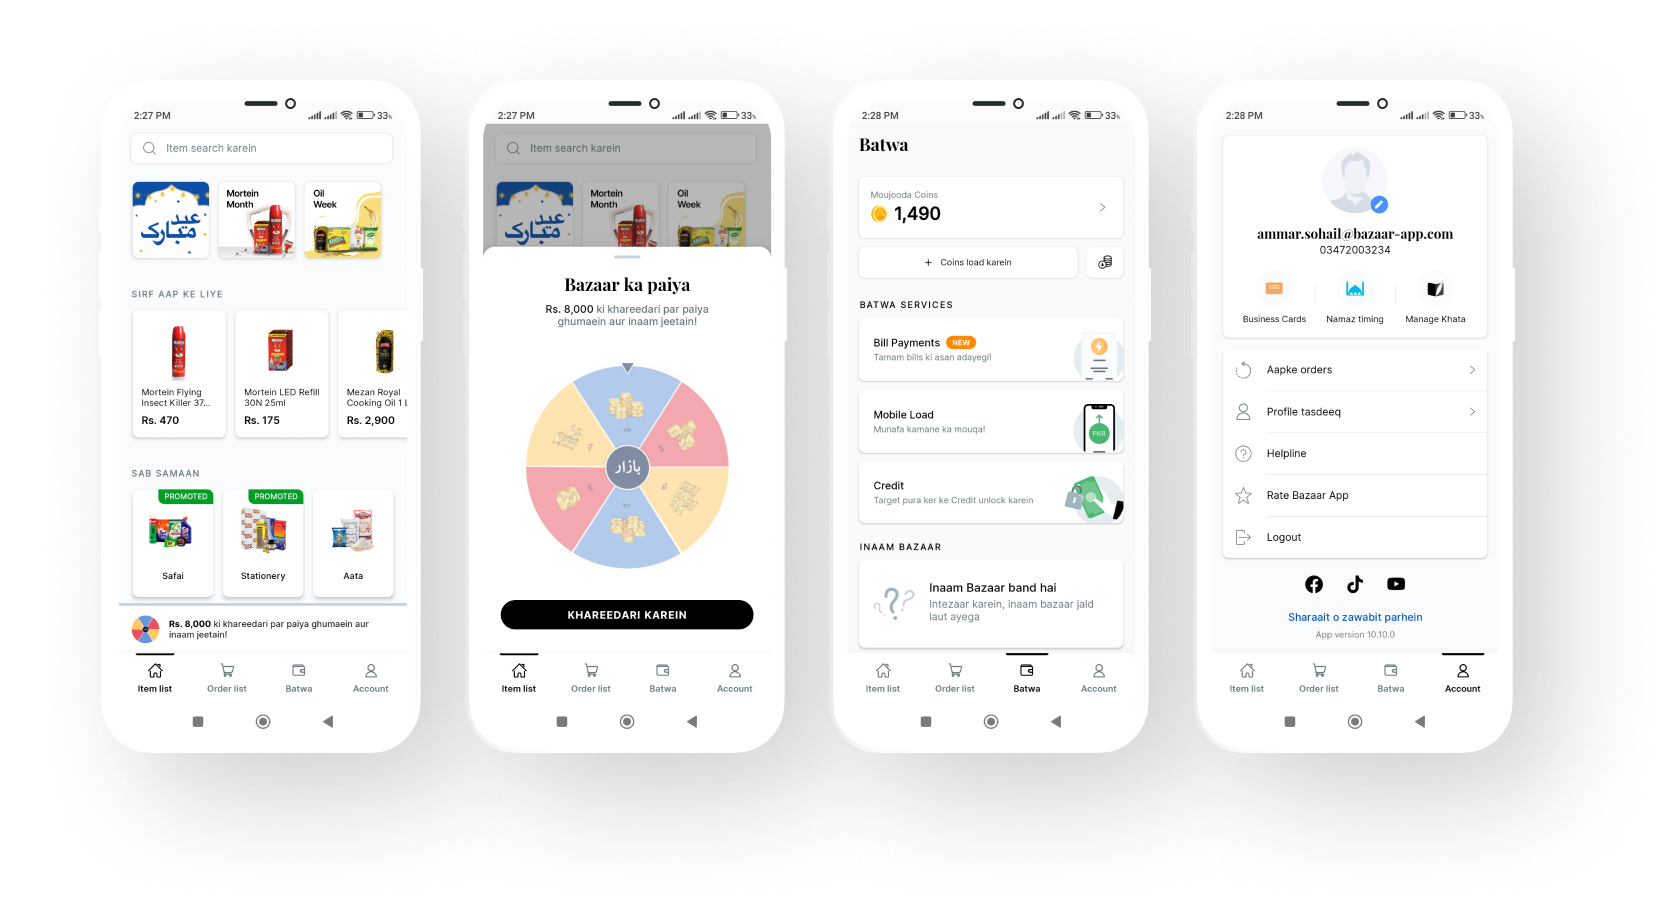 2:27 PM
33%
Item search karein
عيد مبارک
Mortein
Month
Oil
Week
SIRF AAP KE LIYE
Mortein Flying
Insect Killer 37...
Rs. 470
Mortein LED Refill
30N 25ml
Rs. 175
Mezan Royal
Cooking Oil 1 L
Rs. 2,900
SAB SAMAAN
PROMOTED
Safai
PROMOTED
Stationery
Aata
Rs. 8,000 ki khareedari par paiya ghumaein aur
inaam jeetain!
Item list
Order list
Batwa
Account
2:27 PM
33%
Item search karein
عيد مبارک
Mortein
Month
Oil
Week
Bazaar ka paiya
Rs. 8,000 ki khareedari par paiya
ghumaein aur inaam jeetain!
بازار
KHAREEDARI KAREIN
Item list
Order list
Batwa
Account
2:28 PM
33%
Batwa
Moujooda Coins
1,490
+ Coins load karein
BATWA SERVICES
Bill Payments NEW
Tamam bills ki asan adayegi!
Mobile Load
Munafa kamane ka mouqa!
PKR
Credit
Target pura ker ke Credit unlock karein
INAAM BAZAAR
Inaam Bazaar band hai
Intezaar karein, inaam bazaar jald
laut ayega
Item list
Order list
Batwa
Account
2:28 PM
33%
ammar.sohail@bazaar-app.com
03472003234
Business Cards
Namaz timing
Manage Khata
Aapke orders
Profile tasdeeq
Helpline
Rate Bazaar App
Logout
Sharaait o zawabit parhein
App version 10.10.0
Item list
Order list
Batwa
Account